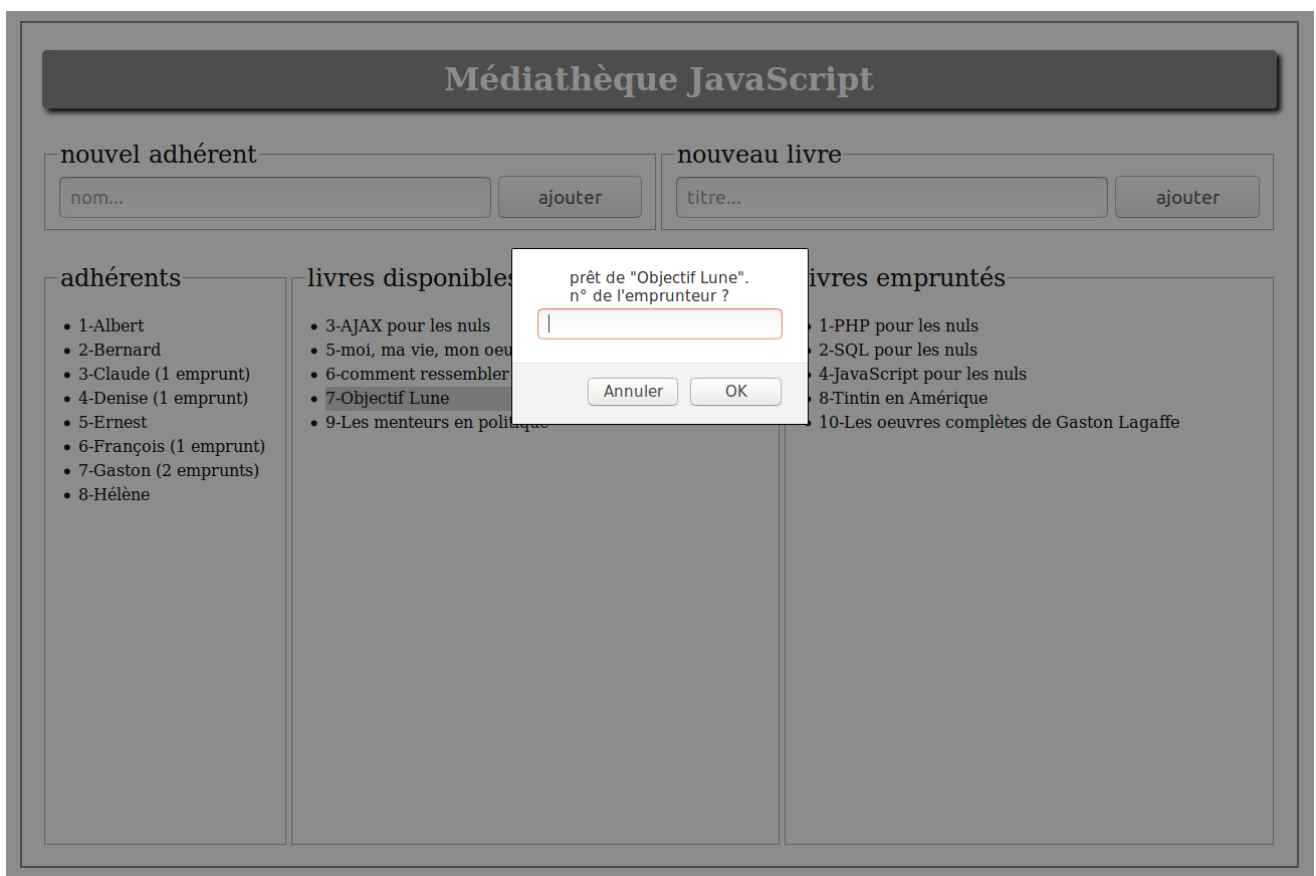 Médiathèque JavaScript
nouvel adhérent
nom...
ajouter
nouveau livre
titre...
ajouter
adhérents
1-Albert
2-Bernard
3-Claude (1 emprunt)
4-Denise (1 emprunt)
5-Ernest
6-François (1 emprunt)
7-Gaston (2 emprunts)
8-Hélène
livres disponibles
3-AJAX pour les nuls
5-moi, ma vie, mon oeu
6-comment ressembler
7-Objectif Lune
9-Les menteurs en politique
prêt de "Objectif Lune".
n° de l'emprunteur ?
Annuler
OK
ivres empruntés
1-PHP pour les nuls
2-SQL pour les nuls
4-JavaScript pour les nuls
8-Tintin en Amérique
10-Les oeuvres complètes de Gaston Lagaffe